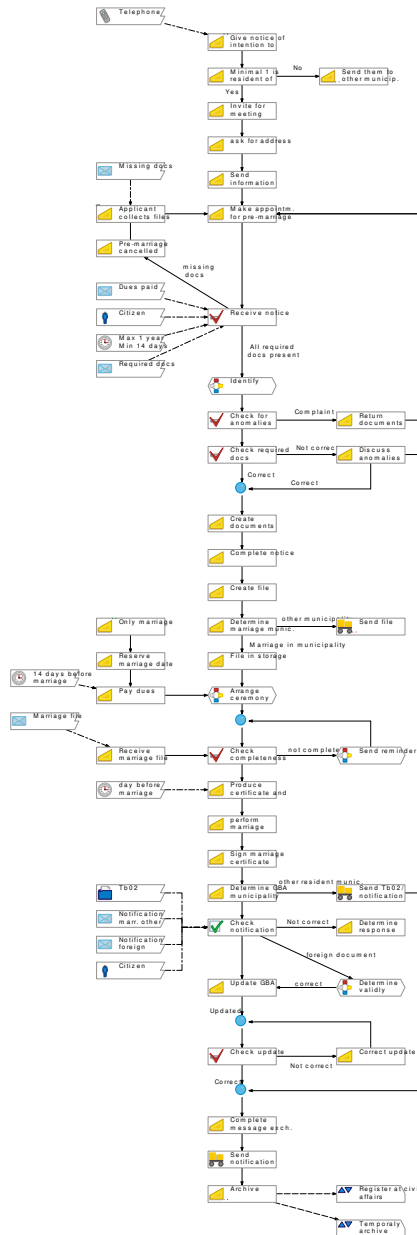 Telephone
Give notice of
intention to
Minimal 1 is
resident of
No
Send them to
other municip.
Yes
Invite for
meeting
ask for address
Missing docs
Send
information
Applicant
collects files
Make appointm.
for pre-marriage
Pre-marriage
cancelled
missing
docs
Dues paid
Citizen
Receive notice
Max 1 year
Min 14 days
Required docs
All required
docs present
Identify
Check for
anomalies
Complaint
Return
documents
Check required
docs
Not correc
Discuss
anomalies
Correct
Correct
Create
documents
Complete notice
Create file
Only marriage
Determine
marriage munic.
other municipality
Send file
Marriage in municipality
Reserve
marriage date
File in storage
14 days before
marriage
Pay dues
Arrange
ceremony
Marriage file
Receive
marriage file
Check
completeness
not complete
Send reminder
day before
marriage
Produce
certificate and
perform
marriage
Sign marriage
certificate
other resident munic.
Tb02
Determine GBA
municipality
Send Tb02/
notification
Notification
marr. other
Check
notification
Not correct
Determine
response
Notification
foreign
foreign document
Citizen
Update GBA
correct
Determine
validly
Updated
Check update
Not correct
Correct update
Correct
Complete
message exch.
Send
notification
Archive
..
Register al civi
affairs
Temporaly
archive